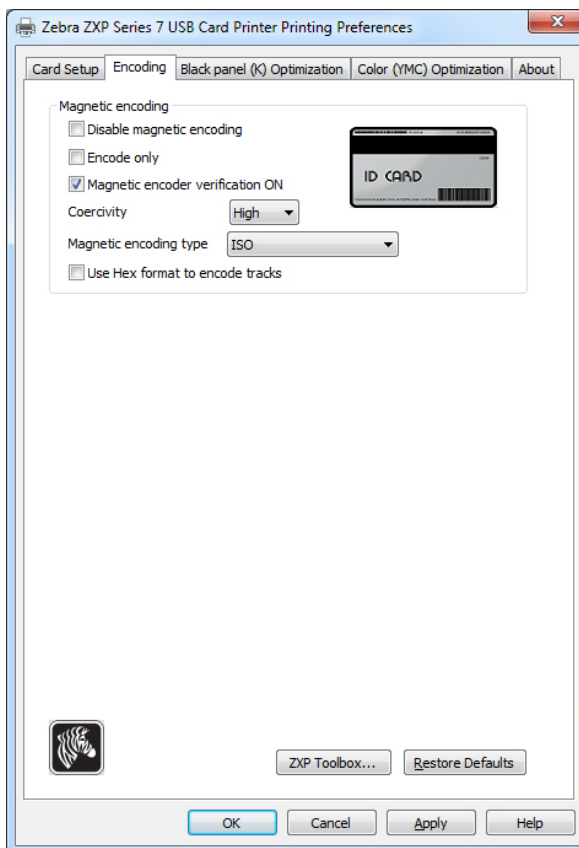 Zebra ZXP Series 7 USB Card Printer Printing Preferences
Card Setup Encoding Black panel (K) Optimization Color (YMC) Optimization About
Magnetic encoding
Disable magnetic encoding
Encode only
Magnetic encoder verification ON
Coercivity High
Magnetic encoding type ISO
Use Hex format to encode tracks
ID CARD
ZXP Toolbox... Restore Defaults
OK Cancel Apply Help